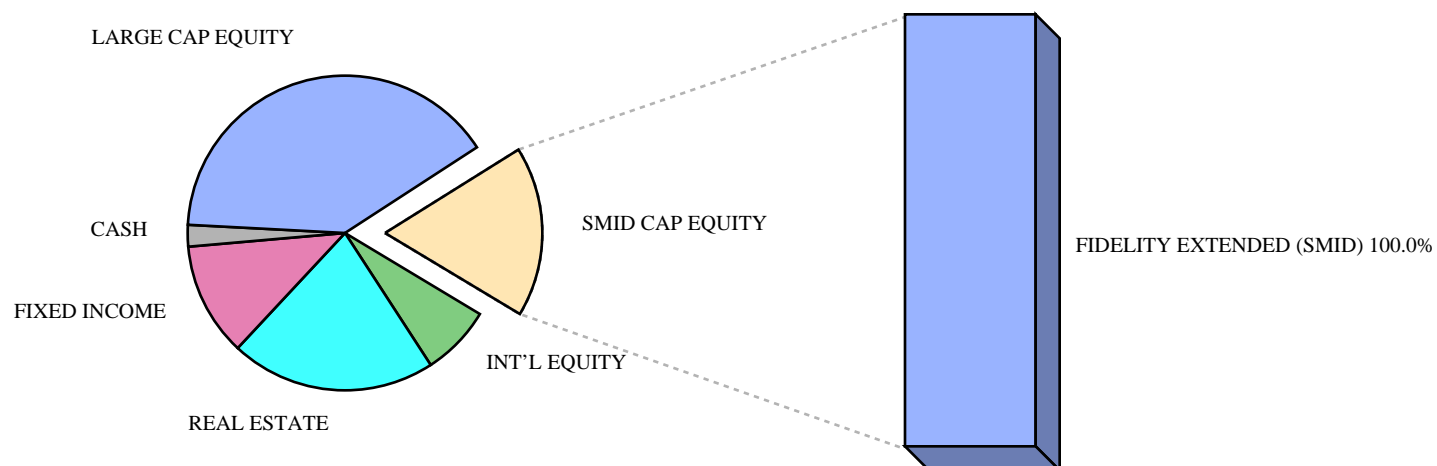 LARGE CAP EQUITY
SMID CAP EQUITY
CASH
FIDELITY EXTENDED (SMID) 100.0%
FIXED INCOME
INT'L EQUITY
REAL ESTATE